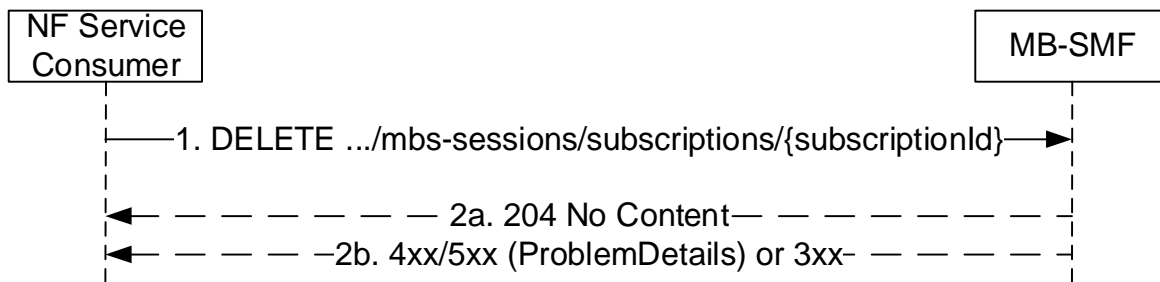 NF Service
Consumer
MB-SMF
1. DELETE .../mbs-sessions/subscriptions/{subscriptionId}
2a. 204 No Content
2b. 4xx/5xx (ProblemDetails) or 3xx